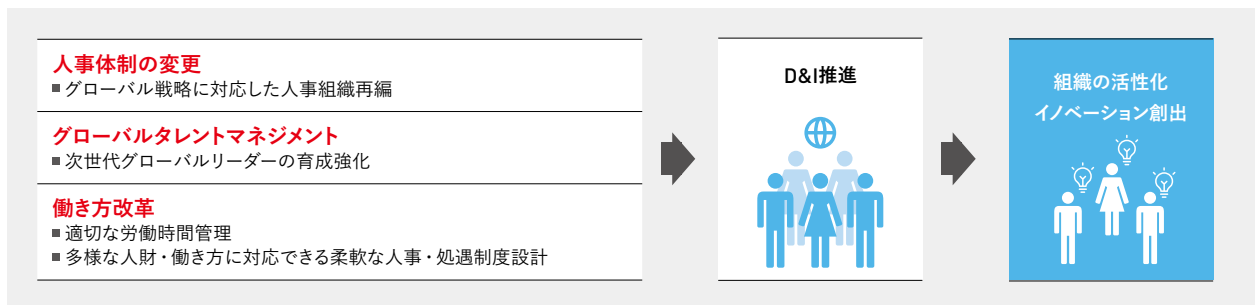 人事体制の変更
■グローバル戦略に対応した人事組織再編
グローバルタレントマネジメント
■次世代グローバルリーダーの育成強化
働き方改革
■適切な労働時間管理
■多様な人財・働き方に対応できる柔軟な人事・処遇制度設計
D&I推進
組織の活性化
イノベーション創出